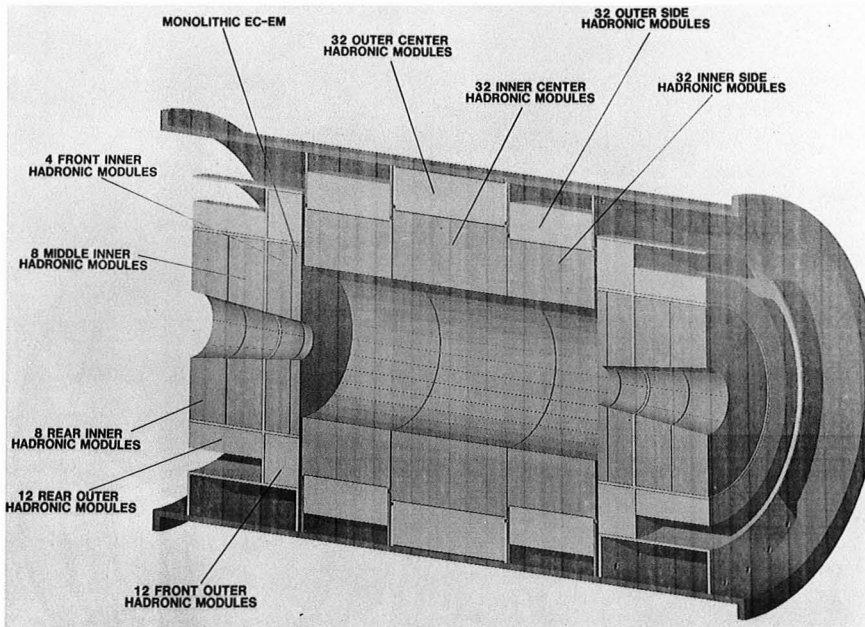 MONOLITHIC EC-EM
32 OUTER CENTER
HADRONIC MODULES
32 OUTER SIDE
HADRONIC MODULES
32 INNER CENTER
HADRONIC MODULES
32 INNER SIDE
HADRONIC MODULES
4 FRONT INNER
HADRONIC MODULES
8 MIDDLE INNER
HADRONIC MODULES
8 REAR INNER
HADRONIC MODULES
12 REAR OUTER
HADRONIC MODULES
12 FRONT OUTER
HADRONIC MODULES